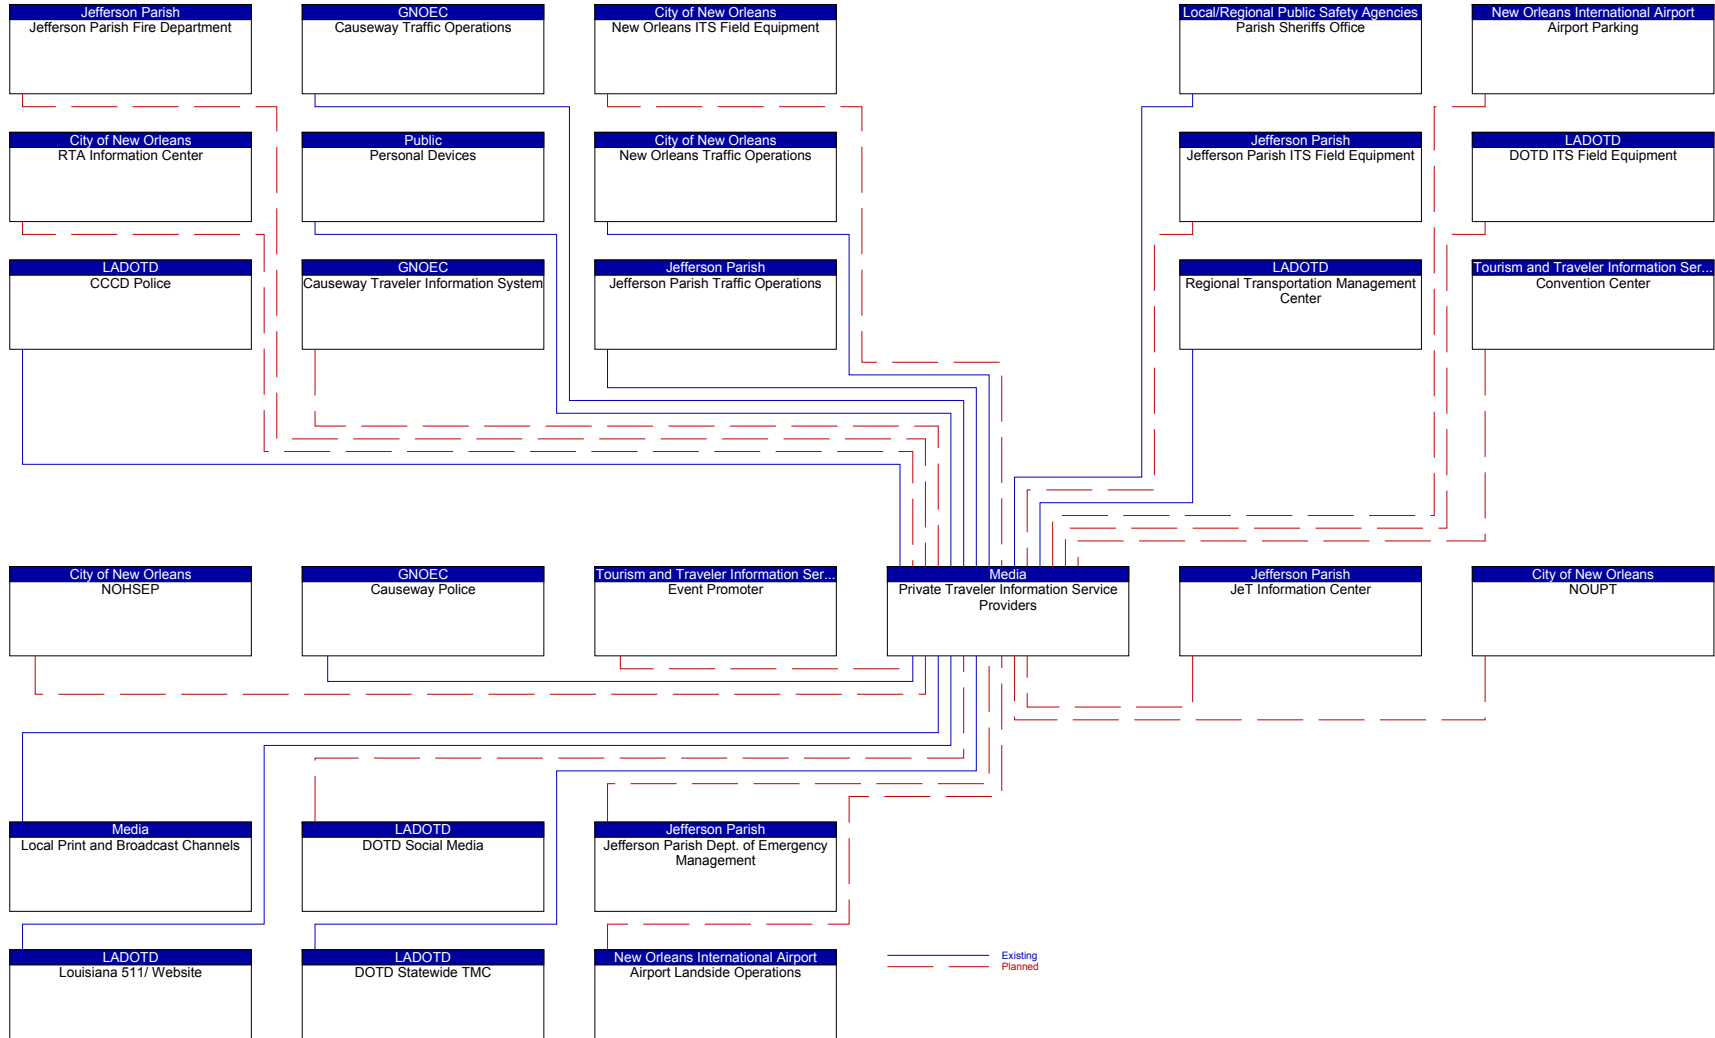 Jefferson Parish
Jefferson Parish Fire Department
GNOEC
Causeway Traffic Operations
City of New Orleans
New Orleans ITS Field Equipment
Local/Regional Public Safety Agencies
Parish Sheriffs Office
New Orleans International Airport
Airport Parking
City of New Orleans
RTA Information Center
Public
Personal Devices
City of New Orleans
New Orleans Traffic Operations
Jefferson Parish
Jefferson Parish ITS Field Equipment
LADOTD
DOTD ITS Field Equipment
LADOTD
CCCD Police
GNOEC
Causeway Traveler Information System
Jefferson Parish
Jefferson Parish Traffic Operations
LADOTD
Regional Transportation Management
Center
Tourism and Traveler Information Ser...
Convention Center
City of New Orleans
NOHSEP
GNOEC
Causeway Police
Tourism and Traveler Information Ser...
Event Promoter
Media
Private Traveler Information Service
Providers
Jefferson Parish
JeT Information Center
City of New Orleans
NOUPT
Media
Local Print and Broadcast Channels
LADOTD
DOTD Social Media
Jefferson Parish
Jefferson Parish Dept. of Emergency
Management
LADOTD
Louisiana 511/ Website
LADOTD
DOTD Statewide TMC
New Orleans International Airport
Airport Landside Operations
Existing
Planned